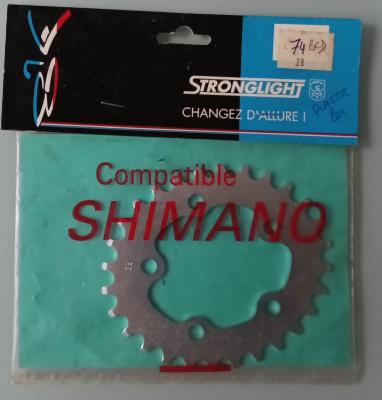 74 BCD
28
STRONGLIGHT
CHANGEZ D'ALLURE !
Compatible
SHIMANO